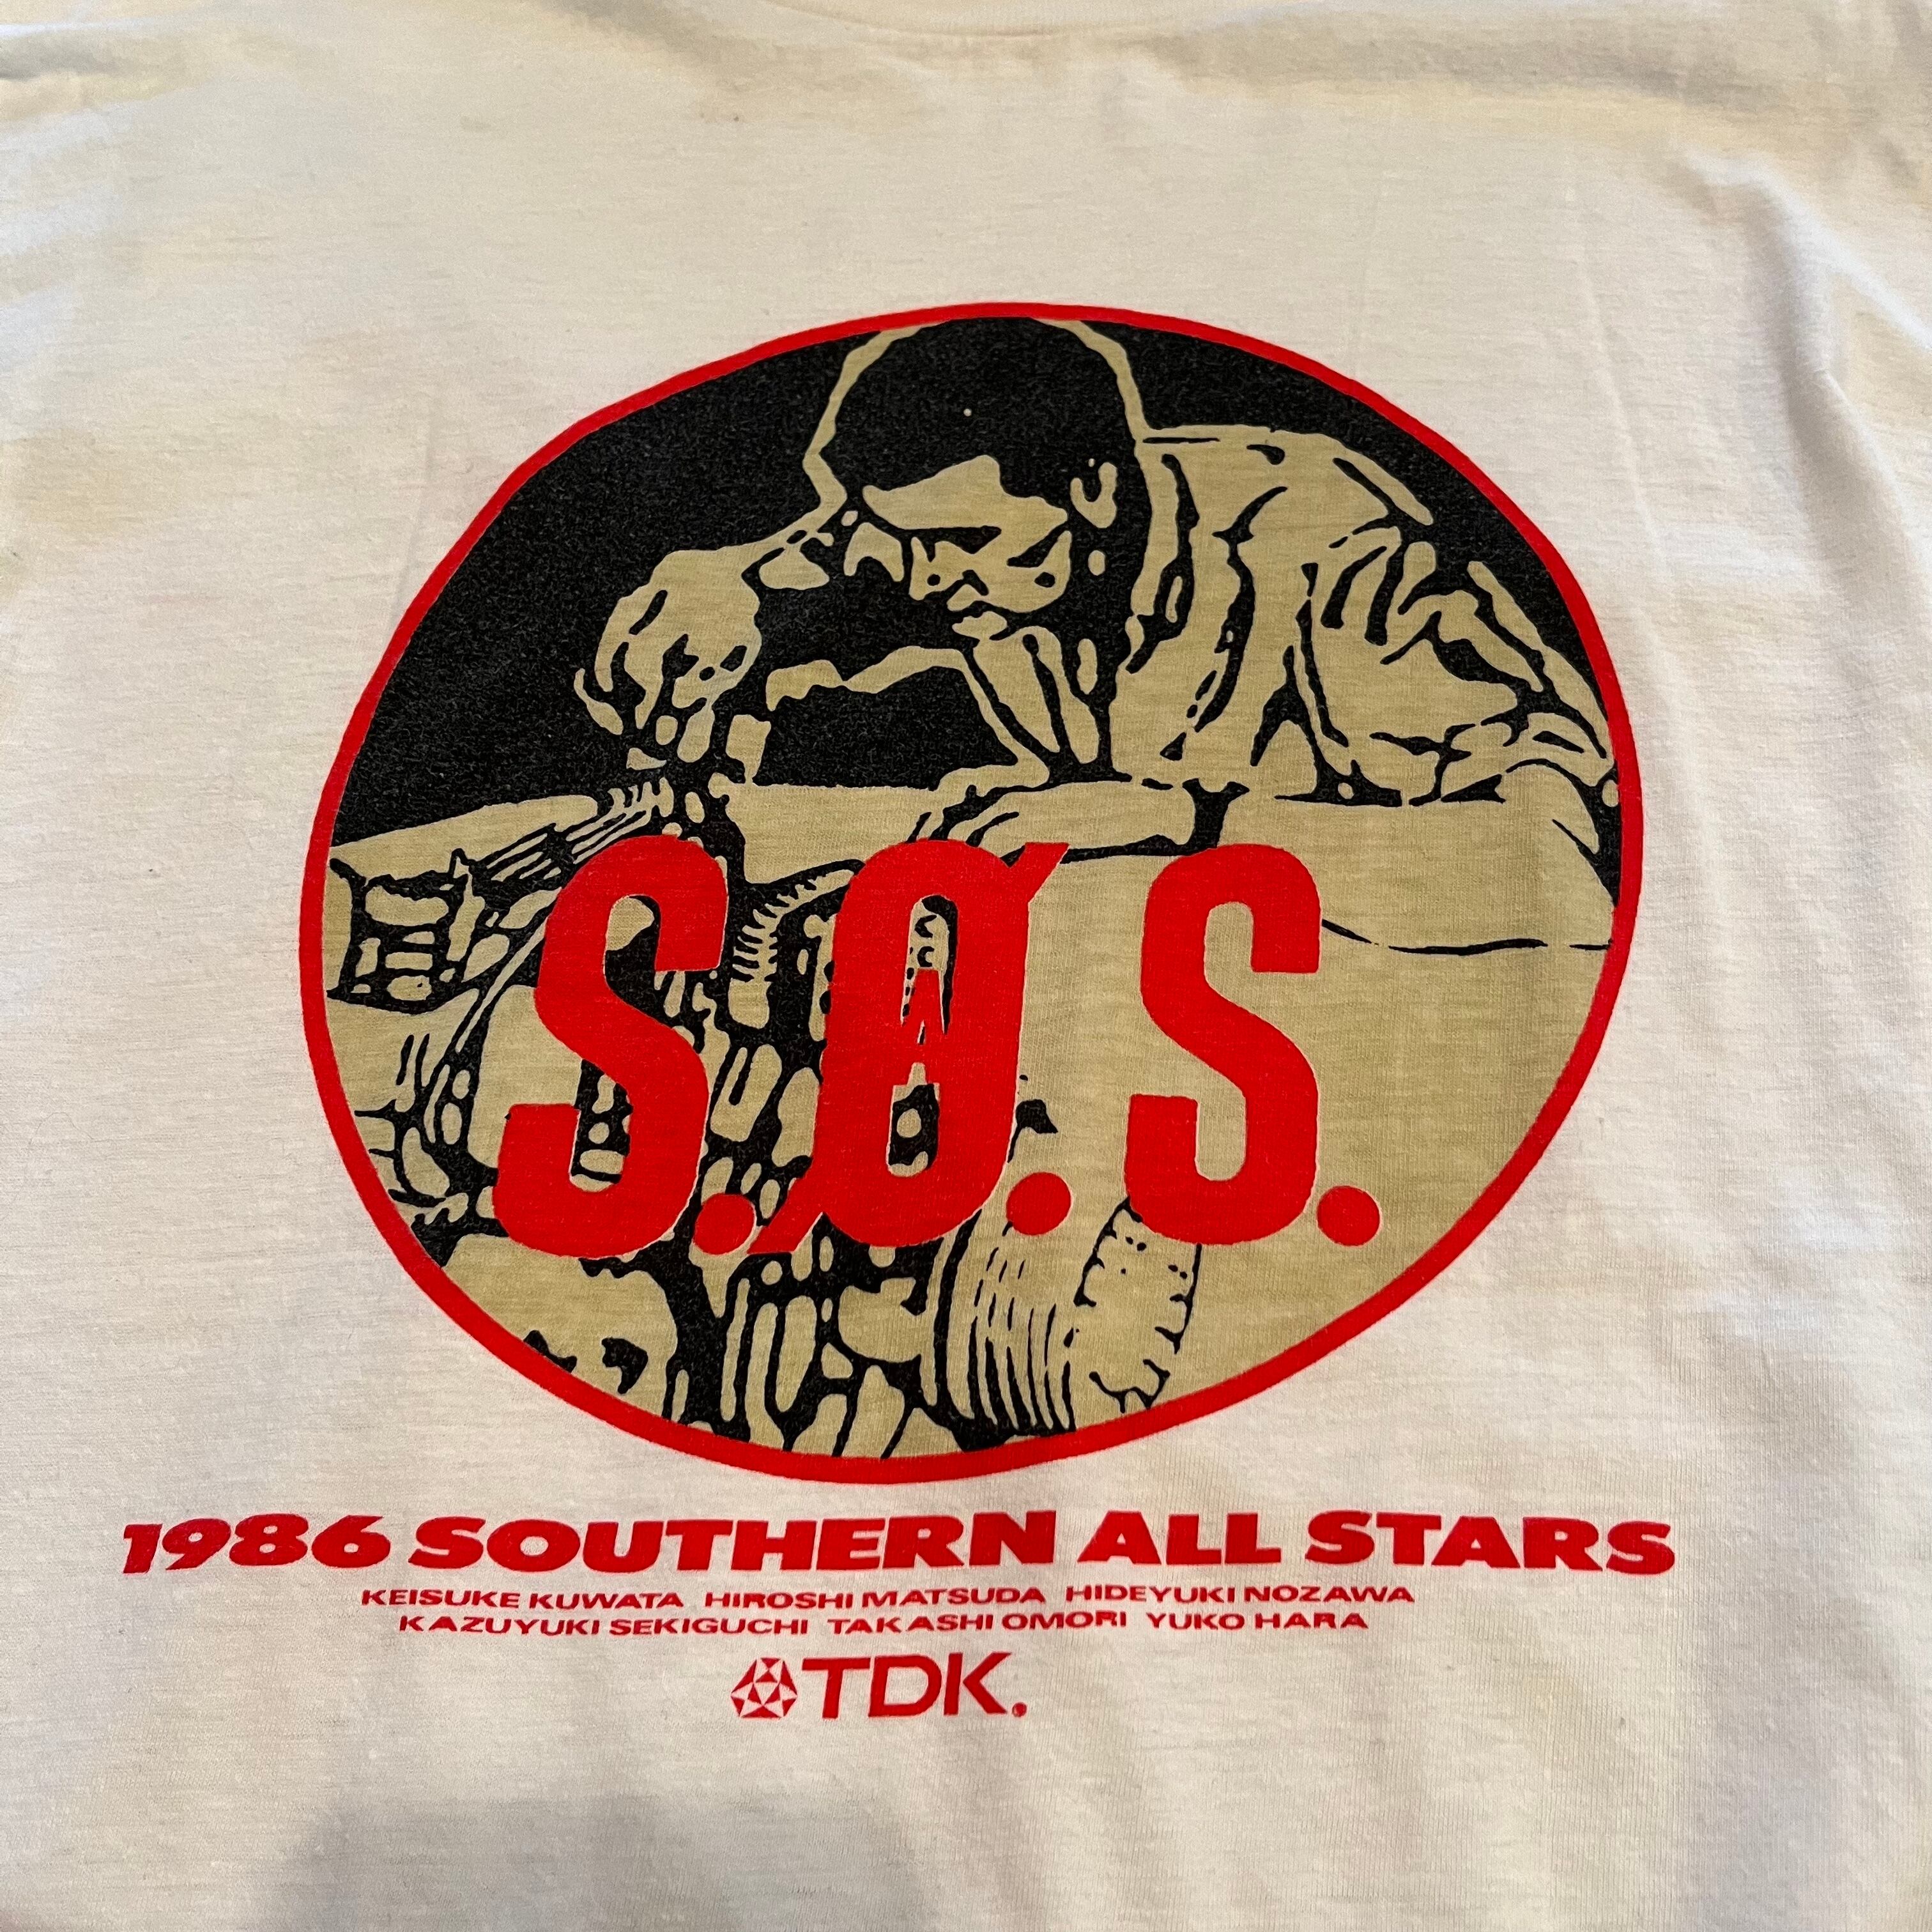 S.Ø.S.
1986 SOUTHERN ALL STARS
KEISUKE KUWATA HIROSHI MATSUDA HIDEYUKI NOZAWA
KAZUYUKI SEKIGUCHI TAKASHI OMORI YUKO HARA
TDK.